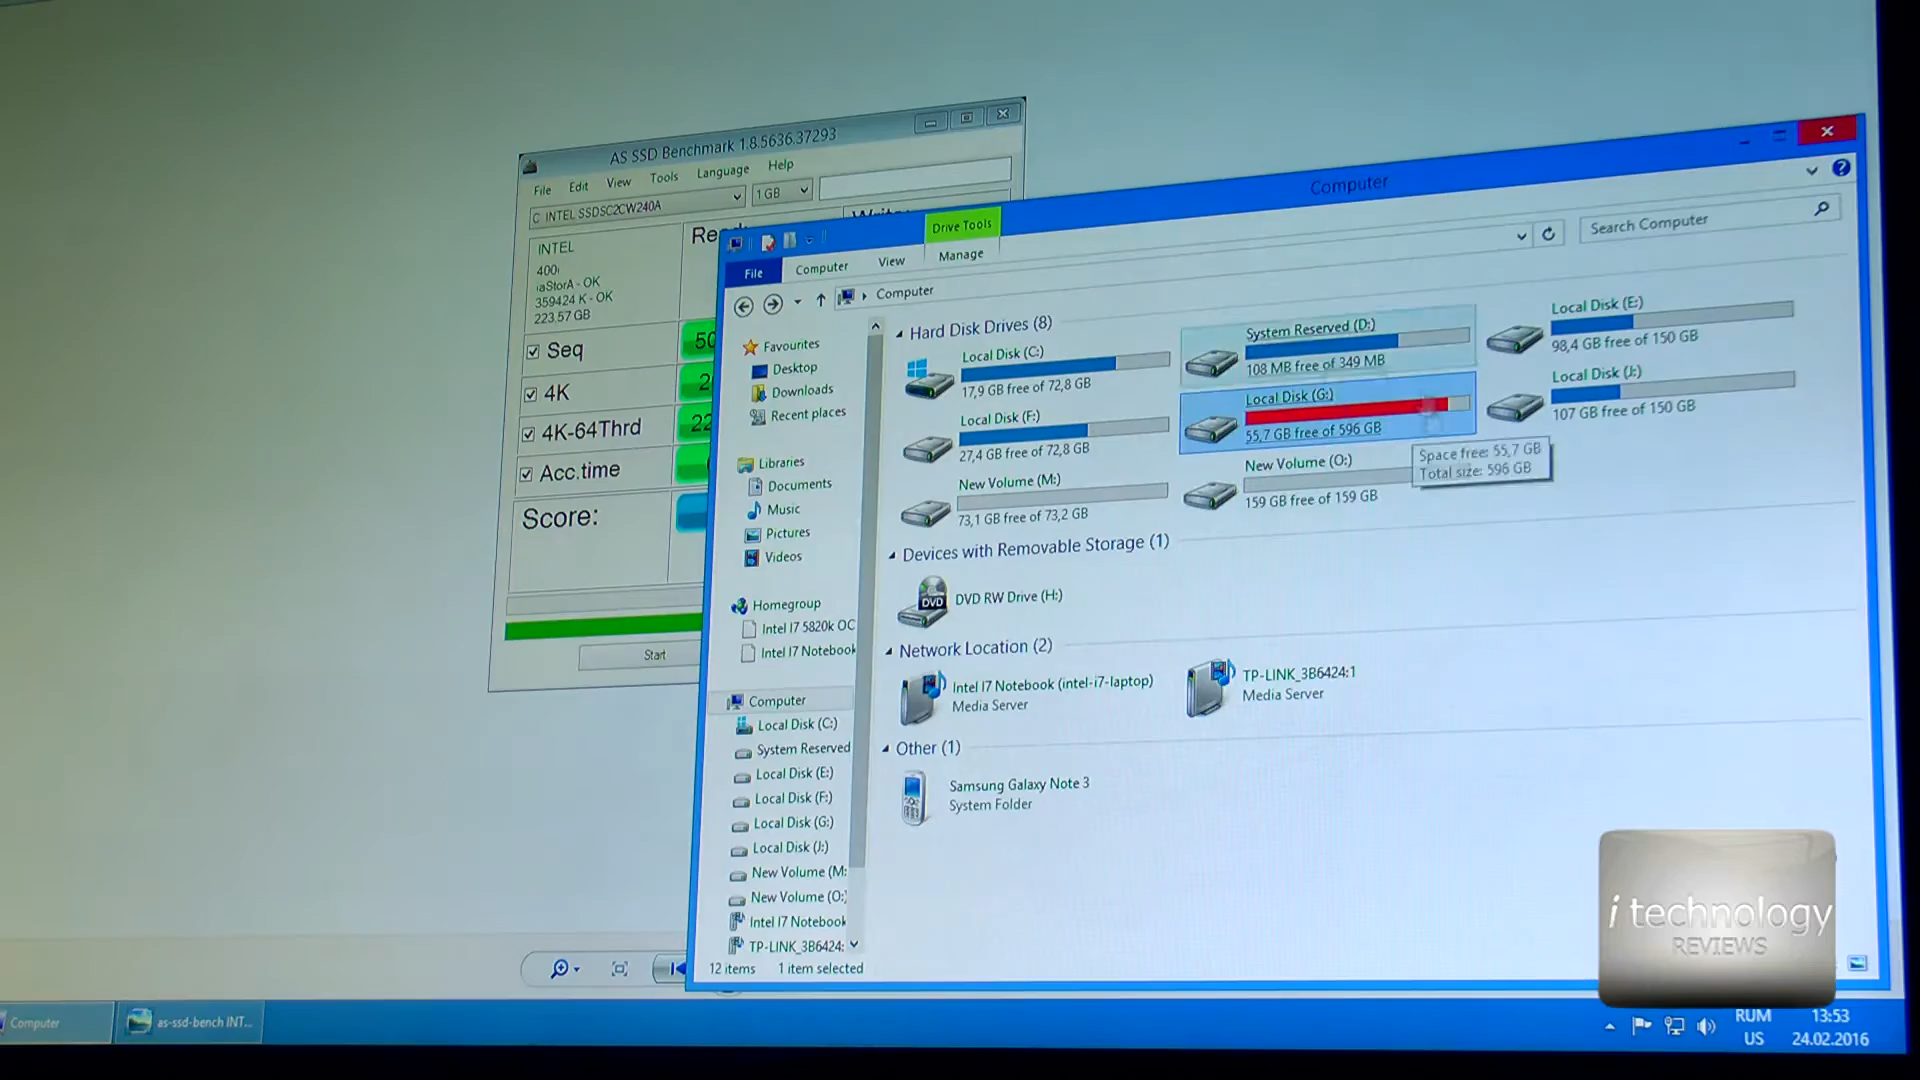 AS SSD Benchmark 1.8.5636.37293
File Edit View Tools Language Help
C: INTEL SSDSC2CW240A
1 GB
INTEL
400i
iaStorA - OK
359424 K - OK
223.57 GB
Seq
4K
4K-64Thrd
Acc.time
Score:
Start
Computer
Drive Tools
File Computer View Manage
Computer
Search Computer
Favourites
Desktop
Downloads
Recent places
Libraries
Documents
Music
Pictures
Videos
Homegroup
Intel I7 5820k OC
Intel I7 Notebook
Computer
Local Disk (C:)
System Reserved
Local Disk (E:)
Local Disk (F:)
Local Disk (G:)
Local Disk (J:)
New Volume (M:
New Volume (O:)
Intel I7 Notebook
TP-LINK_3B6424:
12 items 1 item selected
Hard Disk Drives (8)
Local Disk (C:)
17,9 GB free of 72,8 GB
System Reserved (D:)
108 MB free of 349 MB
Local Disk (E:)
98,4 GB free of 150 GB
Local Disk (F:)
27,4 GB free of 72,8 GB
Local Disk (G:)
55,7 GB free of 596 GB
Local Disk (J:)
107 GB free of 150 GB
New Volume (M:)
73,1 GB free of 73,2 GB
New Volume (O:)
159 GB free of 159 GB
Space free: 55,7 GB
Total size: 596 GB
Devices with Removable Storage (1)
DVD
DVD RW Drive (H:)
Network Location (2)
Intel I7 Notebook (intel-i7-laptop)
Media Server
TP-LINK_3B6424:1
Media Server
Other (1)
Samsung Galaxy Note 3
System Folder
i technology
REVIEWS
Computer
as-ssd-bench INT...
RUM
US
13:53
24.02.2016